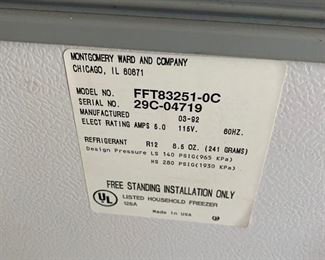 MONTGOMERY WARD AND COMPANY
CHICAGO, IL 60671
MODEL NO. FFT83251-0C
SERIAL NO. 29C-04719
MANUFACTURED 03-92
ELECT RATING AMPS 5.0 115V. 60HZ.
REFRIGERANT R12 8.5 OZ. (241 GRAMS)
Design Pressure LS 140 PSIG(965 KPa)
HS 280 PSIG(1930 KPa)
FREE STANDING INSTALLATION ONLY
UL LISTED HOUSEHOLD FREEZER
126A
Made in USA